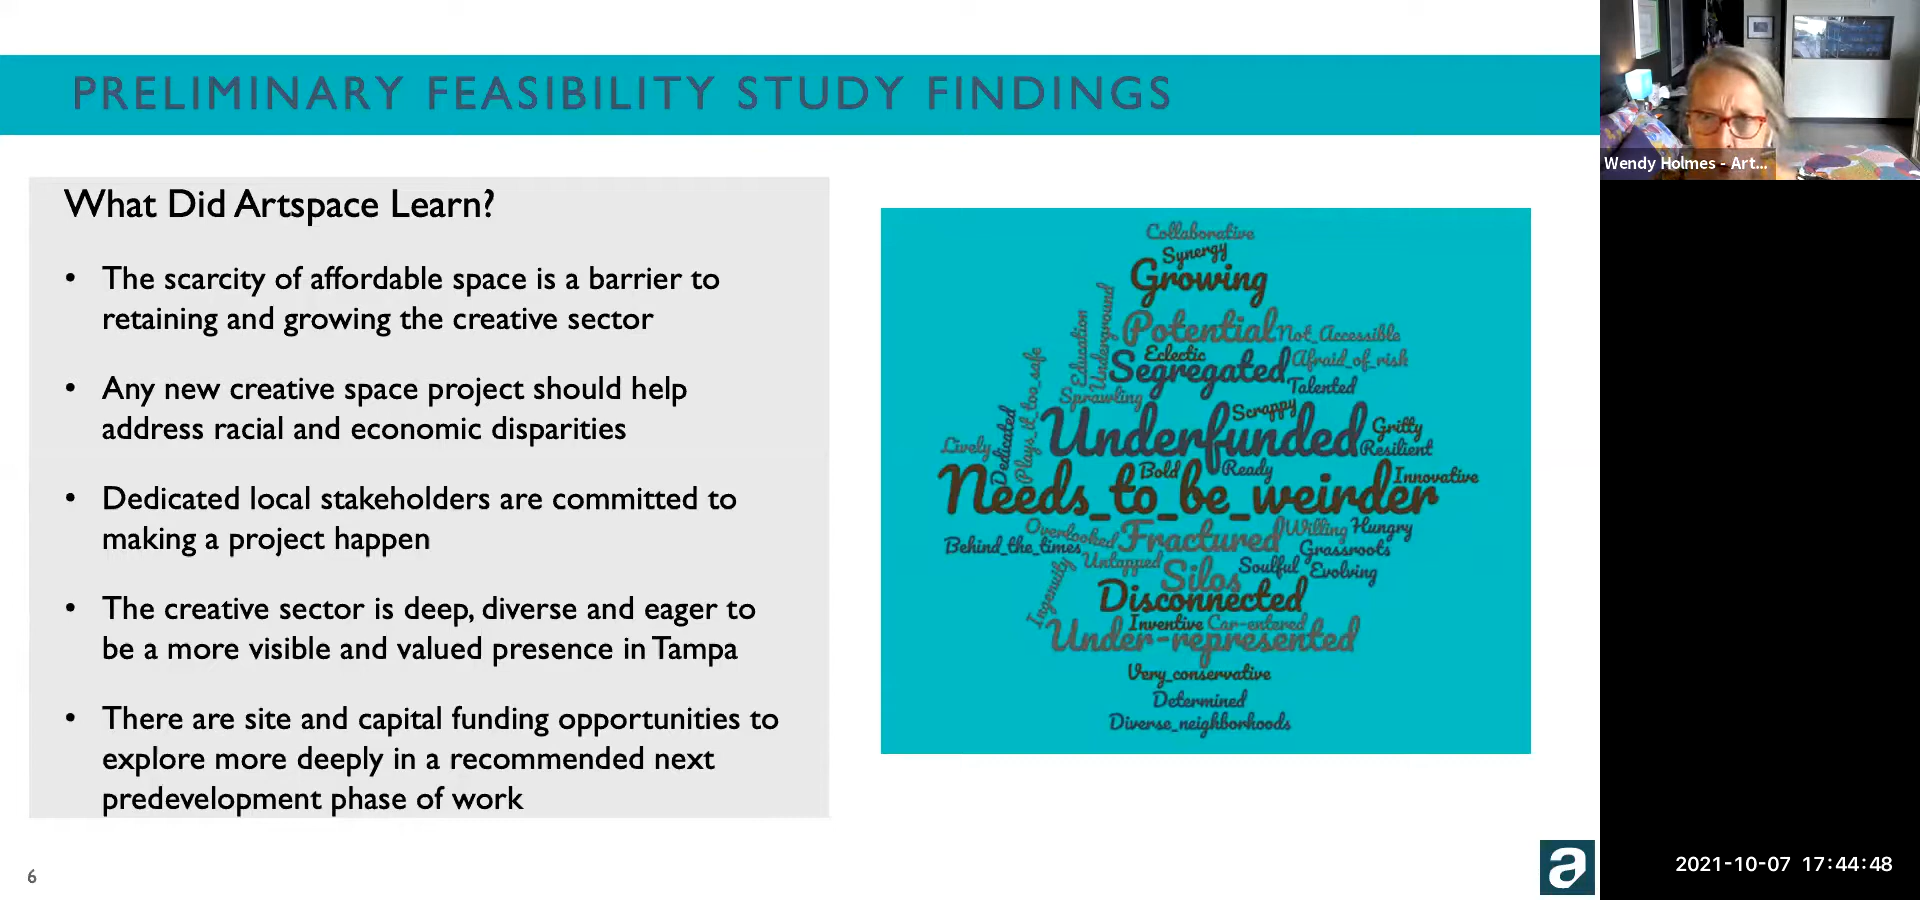 PRELIMINARY FEASIBILITY STUDY FINDINGS
What Did Artspace Learn?
• The scarcity of affordable space is a barrier to
retaining and growing the creative sector
• Any new creative space project should help
address racial and economic disparities
• Dedicated local stakeholders are committed to
making a project happen
• The creative sector is deep, diverse and eager to
be a more visible and valued presence in Tampa
• There are site and capital funding opportunities to
explore more deeply in a recommended next
predevelopment phase of work
Collaborative
Synergy
Growing
Underground
Education
Potential
Not_Accessible
Eclectic
Afraid_of_risk
Segregated
Talented
Plays_it_too_safe
Sprawling
Scrappy
Dedicated
Underfunded
Gritty
Lively
Resilient
Bold
Ready
Innovative
Needs_to_be_weirder
Overlooked
Fractured
Willing
Hungry
Behind_the_times
Grassroots
Untapped
Silos
Soulful
Evolving
Ingenuity
Disconnected
Inventive
Car-entered
Under-represented
Very_conservative
Determined
Diverse_neighborhoods
6
a
Wendy Holmes - Art...
2021-10-07 17:44:48